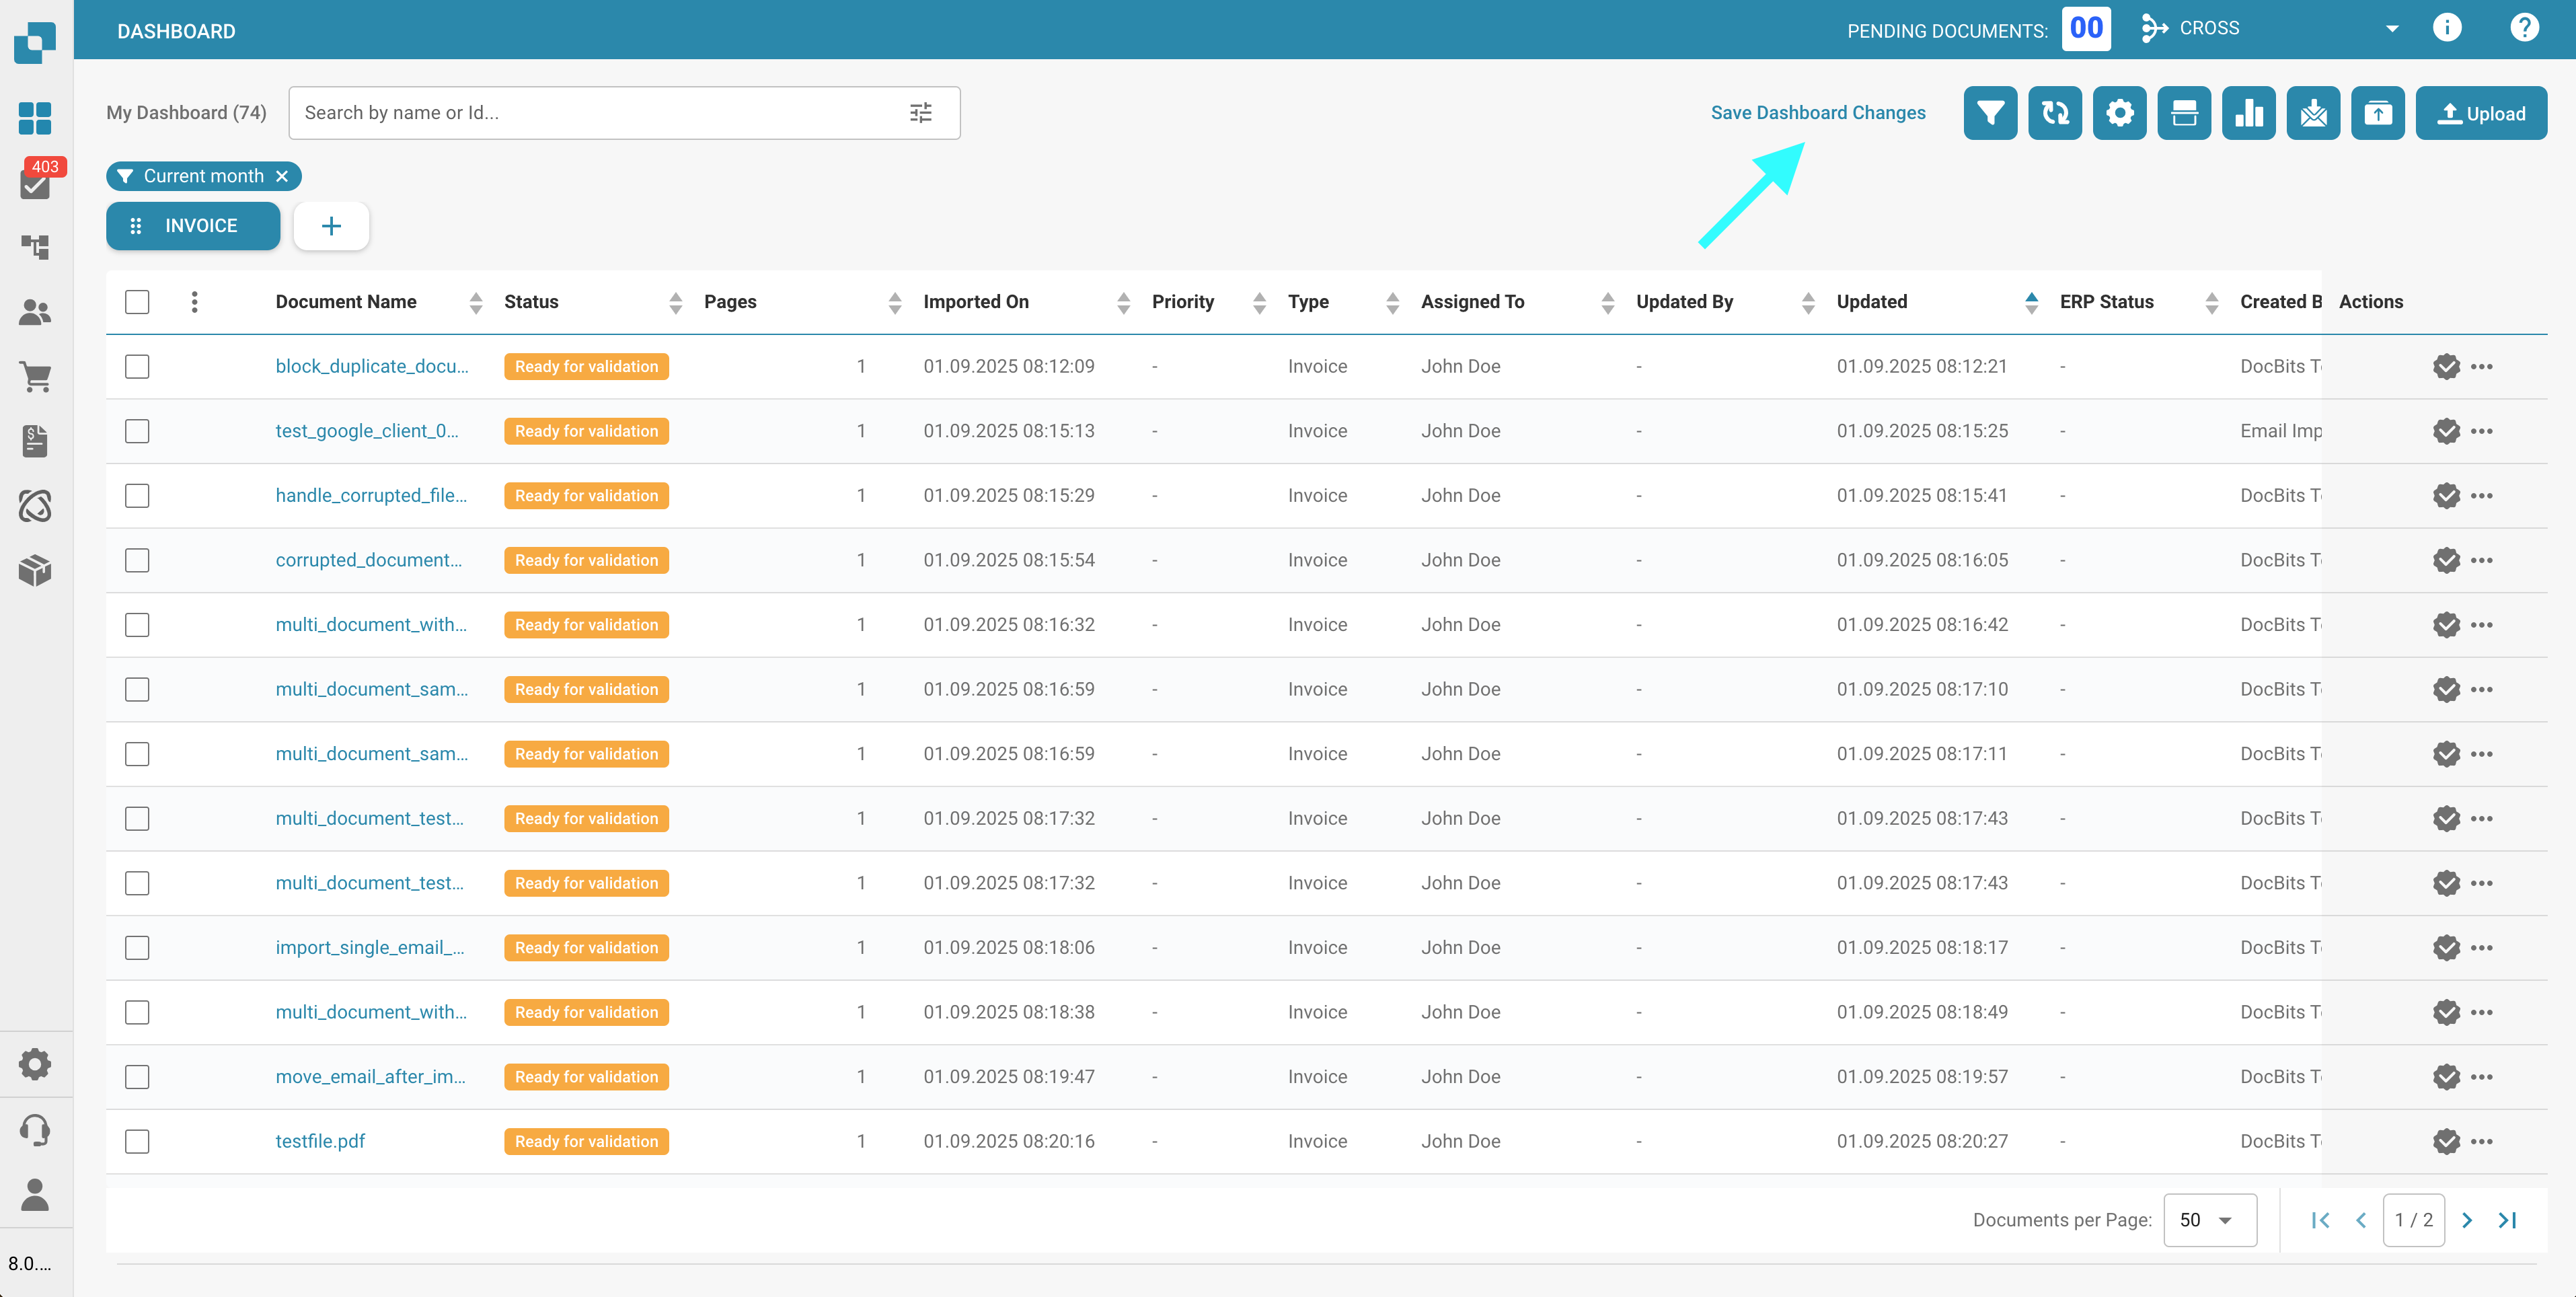 DASHBOARD
PENDING DOCUMENTS: 00 CROSS
My Dashboard (74) Search by name or Id... Save Dashboard Changes Upload
403
Current month
INVOICE
Document Name Status Pages Imported On Priority Type Assigned To Updated By Updated ERP Status Created B Actions
block_duplicate_docu... Ready for validation 1 01.09.2025 08:12:09 - Invoice John Doe - 01.09.2025 08:12:21 - DocBits T
test_google_client_0... Ready for validation 1 01.09.2025 08:15:13 - Invoice John Doe - 01.09.2025 08:15:25 - Email Imp
handle_corrupted_file... Ready for validation 1 01.09.2025 08:15:29 - Invoice John Doe - 01.09.2025 08:15:41 - DocBits T
corrupted_document... Ready for validation 1 01.09.2025 08:15:54 - Invoice John Doe - 01.09.2025 08:16:05 - DocBits T
multi_document_with... Ready for validation 1 01.09.2025 08:16:32 - Invoice John Doe - 01.09.2025 08:16:42 - DocBits T
multi_document_sam... Ready for validation 1 01.09.2025 08:16:59 - Invoice John Doe - 01.09.2025 08:17:10 - DocBits T
multi_document_sam... Ready for validation 1 01.09.2025 08:16:59 - Invoice John Doe - 01.09.2025 08:17:11 - DocBits T
multi_document_test... Ready for validation 1 01.09.2025 08:17:32 - Invoice John Doe - 01.09.2025 08:17:43 - DocBits T
multi_document_test... Ready for validation 1 01.09.2025 08:17:32 - Invoice John Doe - 01.09.2025 08:17:43 - DocBits T
import_single_email_... Ready for validation 1 01.09.2025 08:18:06 - Invoice John Doe - 01.09.2025 08:18:17 - DocBits T
multi_document_with... Ready for validation 1 01.09.2025 08:18:38 - Invoice John Doe - 01.09.2025 08:18:49 - DocBits T
move_email_after_im... Ready for validation 1 01.09.2025 08:19:47 - Invoice John Doe - 01.09.2025 08:19:57 - DocBits T
testfile.pdf Ready for validation 1 01.09.2025 08:20:16 - Invoice John Doe - 01.09.2025 08:20:27 - DocBits T
Documents per Page: 50 1 / 2
8.0....